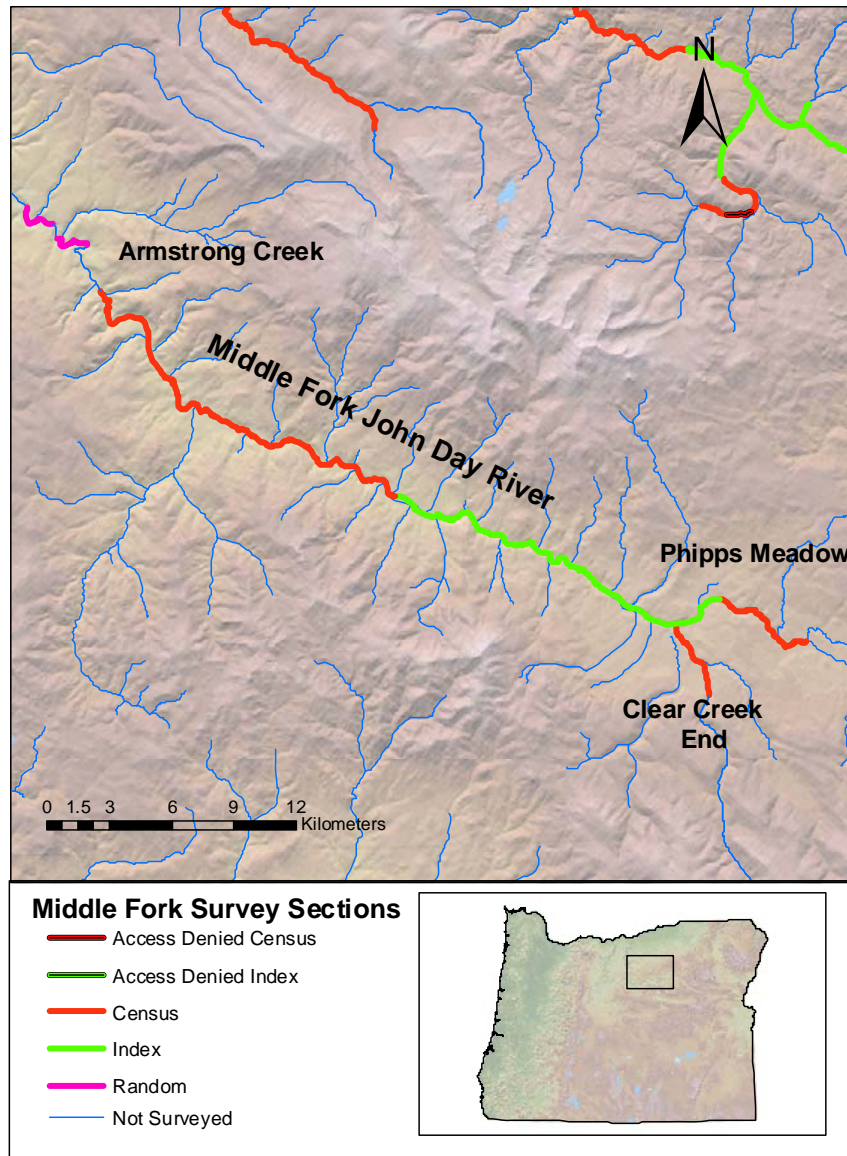 N
Armstrong Creek
Middle Fork John Day River
Phipps Meadow
Clear Creek
End
0 1.5 3 6 9 12
Kilometers
Middle Fork Survey Sections
Access Denied Census
Access Denied Index
Census
Index
Random
Not Surveyed